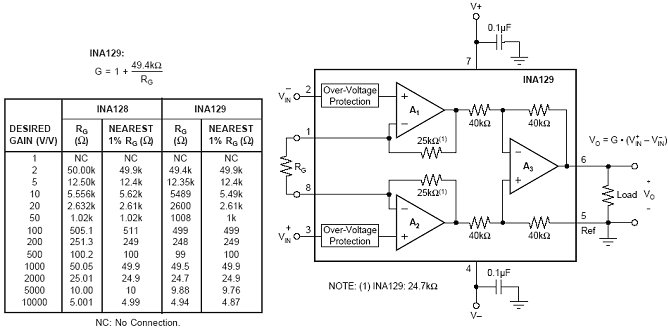 INA129:
G = 1 + 49.4kΩ / RG
INA128 INA129
DESIRED GAIN (V/V) RG (Ω) NEAREST 1% RG (Ω) RG (Ω) NEAREST 1% RG (Ω)
1 NC NC NC NC
2 50.00k 49.9k 49.4k 49.9k
5 12.50k 12.4k 12.35k 12.4k
10 5.556k 5.62k 5489 5.49k
20 2.632k 2.61k 2600 2.61k
50 1.02k 1.02k 1008 1k
100 505.1 511 499 499
200 251.3 249 248 249
500 100.2 100 99 100
1000 50.05 49.9 49.5 49.9
2000 25.01 24.9 24.7 24.9
5000 10.00 10 9.88 9.76
10000 5.001 4.99 4.94 4.87
NC: No Connection.
V+
0.1µF
7
INA129
V−IN 2 Over-Voltage Protection
+
−
A1
1
25kΩ(1)
40kΩ 40kΩ
RG
A3
6
VO = G • (V+IN − V−IN)
8
25kΩ(1)
Load
+
VO
−
−
+
A2
V+IN 3 Over-Voltage Protection
40kΩ 40kΩ
5
Ref
4
0.1µF
V−
NOTE: (1) INA129: 24.7kΩ